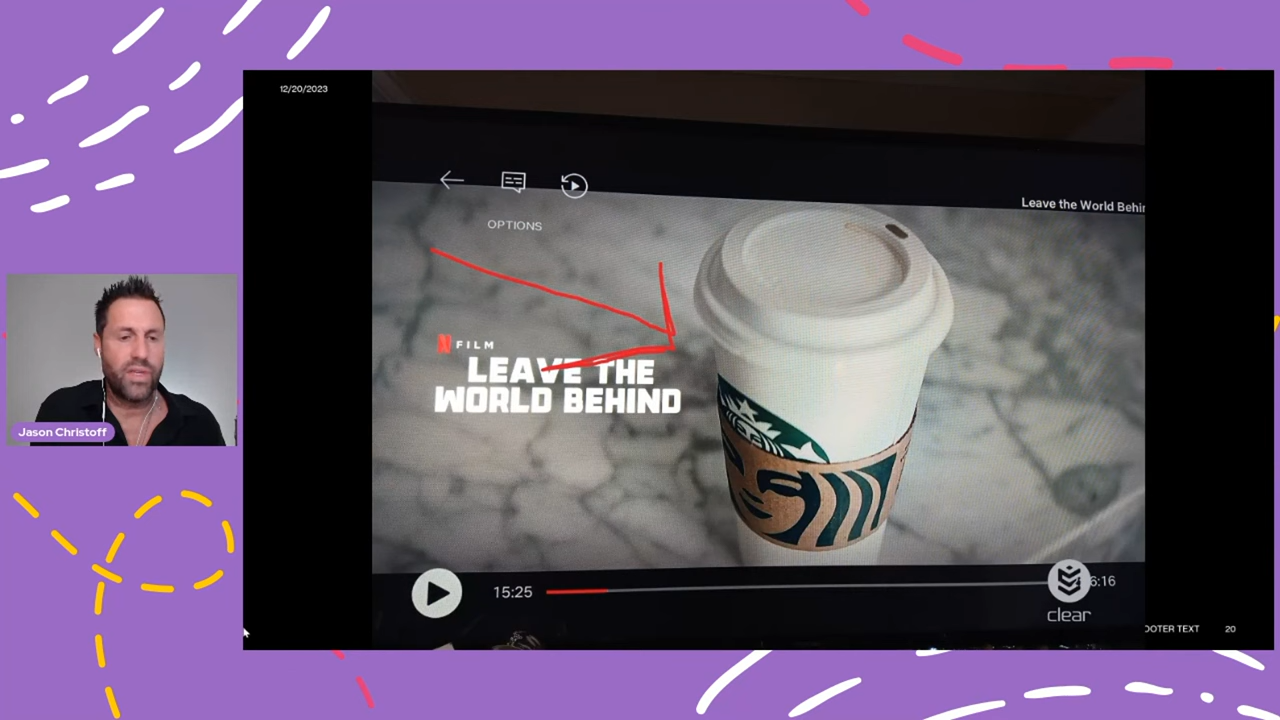 12/20/2023
Leave the World Behin
OPTIONS
FILM
LEAVE THE
WORLD BEHIND
Jason Christoff
15:25
6:16
clear
OOTER TEXT
20